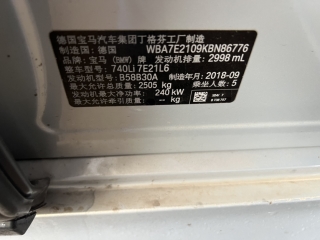 德国宝马汽车集团丁格芬工厂制造
制造国：德国 WBA7E2109KBN86776
品牌：宝马 (BMW) 牌 发动机排量：2998 mL
型号：740Li 7E21L6
发动机型号：B58B30A 制造年月：2018-09
最大允许总质量：2505 kg 乘坐人数：5
发动机最大净功率：240 kW
最大允许牵引质量：— kg